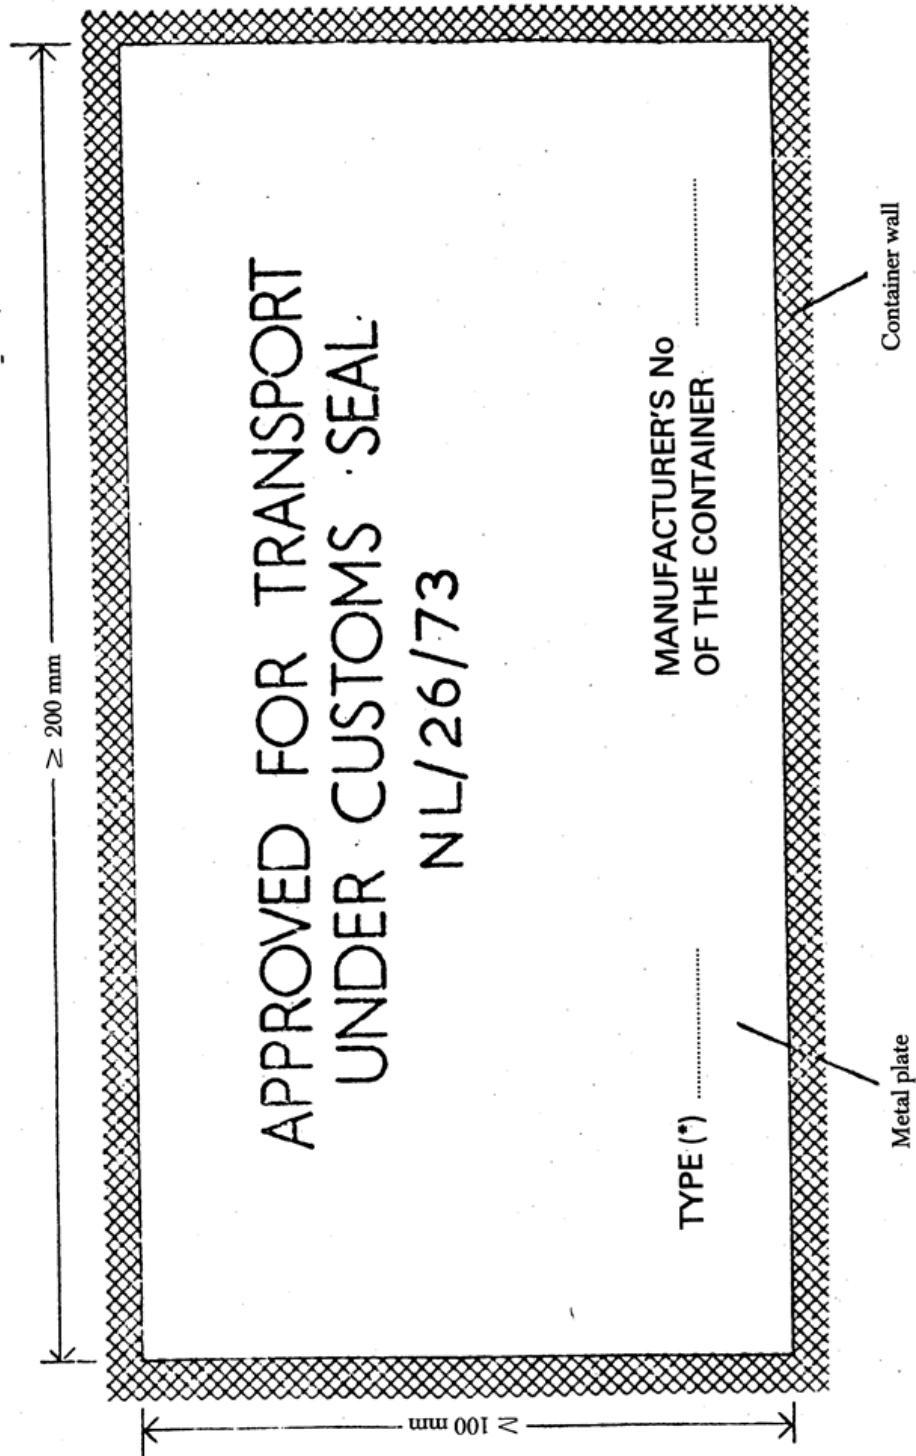 ≥ 200 mm
≥ 100 mm
APPROVED FOR TRANSPORT
UNDER CUSTOMS SEAL
NL/26/73
TYPE (*) ....................
MANUFACTURER'S No
OF THE CONTAINER ....................
Metal plate
Container wall